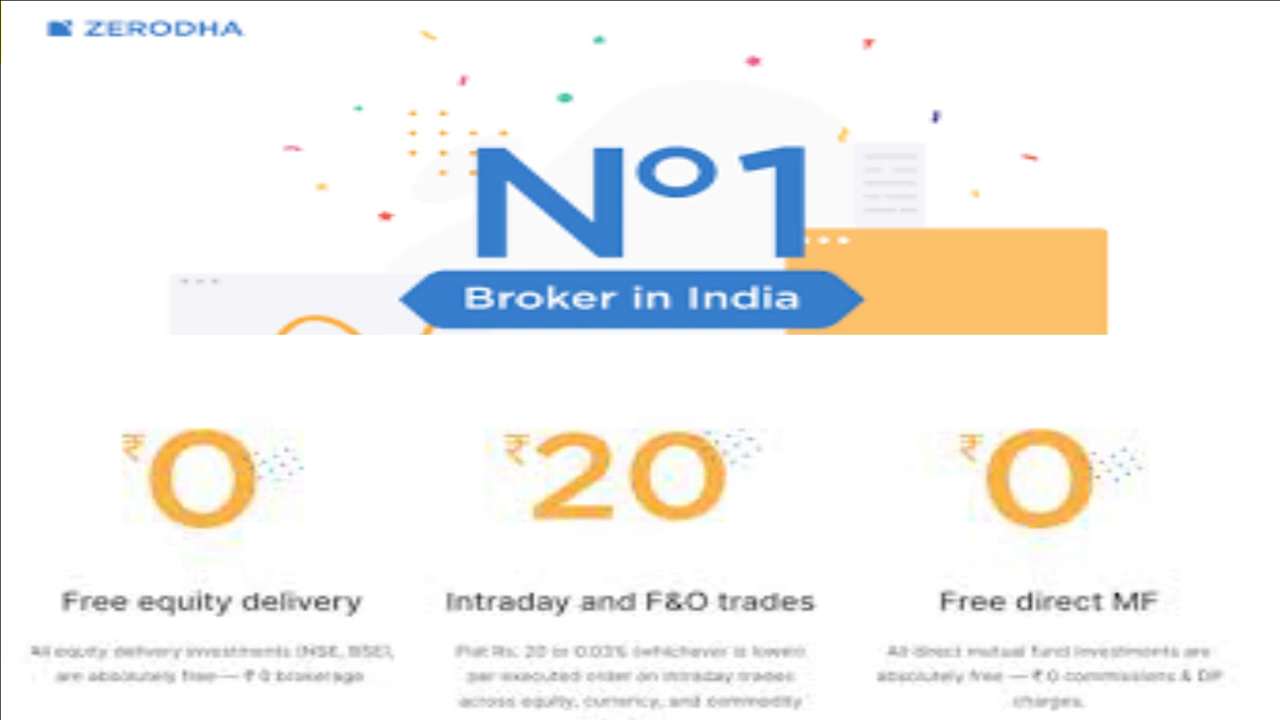 ZERODHA
Nº1
Broker in India
₹0
₹20
₹0
Free equity delivery
Intraday and F&O trades
Free direct MF
All equity delivery investments (NSE, BSE),
are absolutely free — ₹ 0 brokerage.
Flat Rs. 20 or 0.03% (whichever is lower)
per executed order on intraday trades
across equity, currency, and commodity
All direct mutual fund investments are
absolutely free — ₹ 0 commissions & DP
charges.